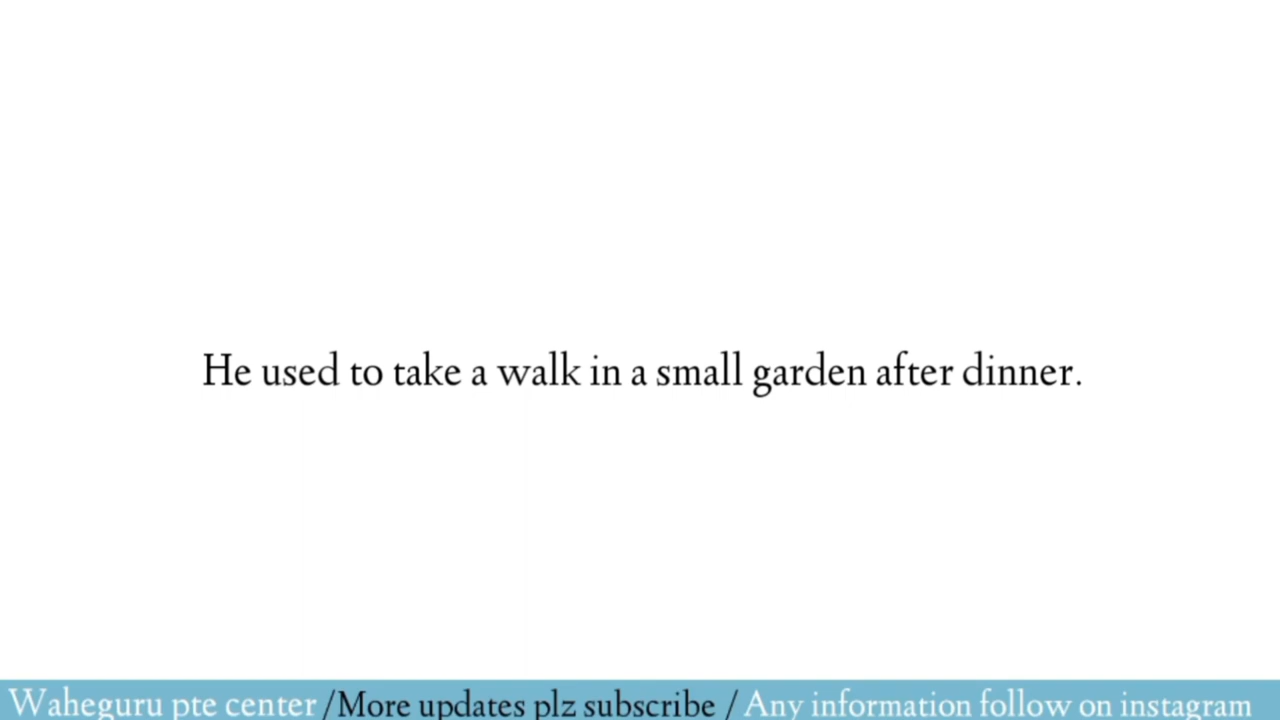 He used to take a walk in a small garden after dinner.
Waheguru pte center /More updates plz subscribe / Any information follow on instagram